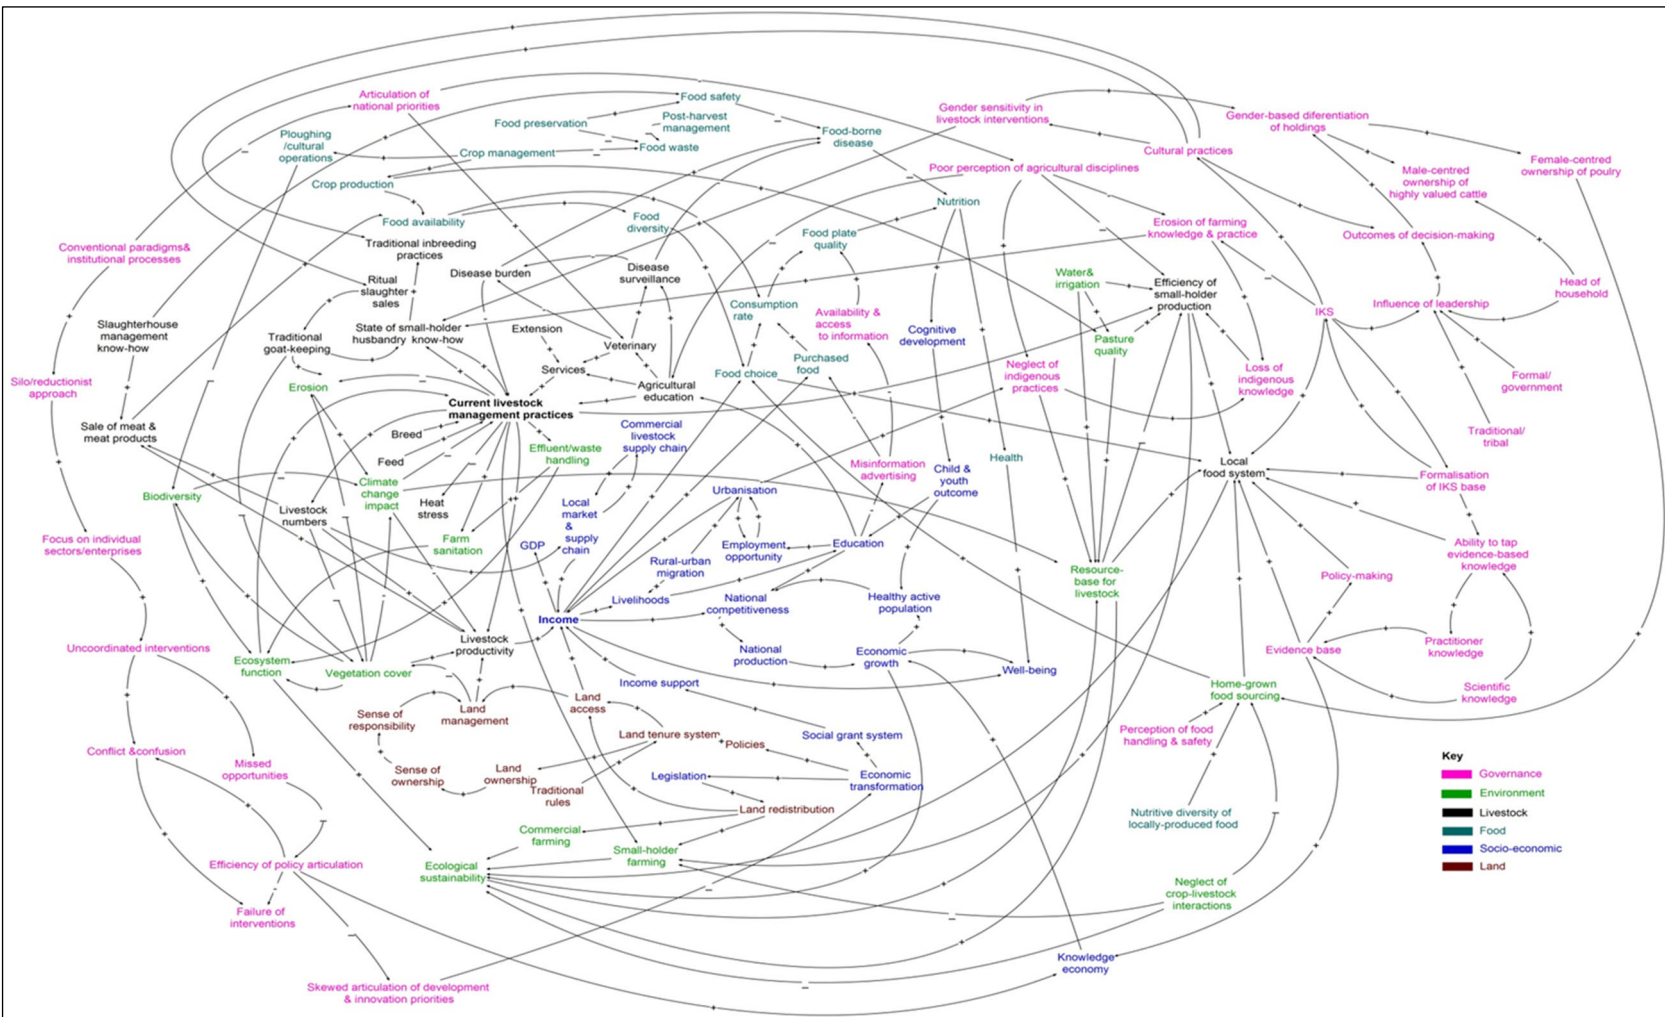 Articulation of
national priorities
Food safety
Food preservation
Post-harvest
management
Food waste
Ploughing
/cultural
operations
Crop management
Crop production
Food-borne
disease
Gender sensitivity in
livestock interventions
Gender-based diferentiation
of holdings
Cultural practices
Female-centred
ownership of poulry
Male-centred
ownership of
highly valued cattle
Poor perception of agricultural disciplines
Nutrition
Food availability
Food
diversity
Food plate
quality
Erosion of farming
knowledge & practice
Outcomes of decision-making
Conventional paradigms&
institutional processes
Traditional inbreeding
practices
Disease burden
Disease
surveillance
Ritual
slaughter
sales
Water&
irrigation
Efficiency of
small-holder
production
Head of
household
Influence of leadership
IKS
Consumption
rate
Availability &
access
to information
Cognitive
development
Slaughterhouse
management
know-how
State of small-holder
husbandry know-how
Extension
Traditional
goat-keeping
Veterinary
Pasture
quality
Services
Purchased
food
Food choice
Neglect of
indigenous
practices
Loss of
indigenous
knowledge
Formal/
government
Silo/reductionist
approach
Erosion
Agricultural
education
Current livestock
management practices
Sale of meat &
meat products
Breed
Commercial
livestock
supply chain
Traditional/
tribal
Effluent/waste
handling
Feed
Health
Misinformation
advertising
Child &
youth
outcome
Local
food system
Formalisation
of IKS base
Biodiversity
Climate
change
impact
Heat
stress
Livestock
numbers
Urbanisation
Local
market
&
supply
chain
GDP
Farm
sanitation
Focus on individual
sectors/enterprises
Employment
opportunity
Education
Rural-urban
migration
Ability to tap
evidence-based
knowledge
Resource-
base for
livestock
Policy-making
Livelihoods
National
competitiveness
Healthy active
population
Income
Uncoordinated interventions
Livestock
productivity
Ecosystem
function
Vegetation cover
National
production
Economic
growth
Well-being
Evidence base
Practitioner
knowledge
Income support
Home-grown
food sourcing
Scientific
knowledge
Land
access
Sense of
responsibility
Land
management
Land tenure system
Policies
Social grant system
Perception of food
handling & safety
Conflict &confusion
Missed
opportunities
Sense of
ownership
Land
ownership
Traditional
rules
Legislation
Economic
transformation
Land redistribution
Nutritive diversity of
locally-produced food
Commercial
farming
Small-holder
farming
Efficiency of policy articulation
Ecological
sustainability
Neglect of
crop-livestock
interactions
Failure of
interventions
Knowledge
economy
Skewed articulation of development
& innovation priorities
Key
Governance
Environment
Livestock
Food
Socio-economic
Land